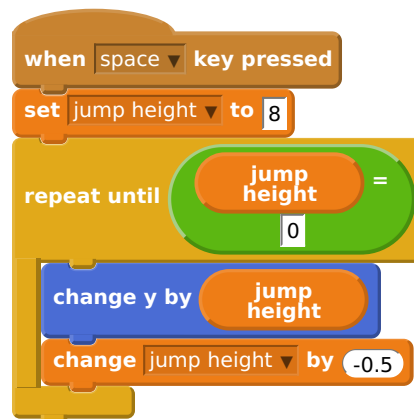 when space ▾ key pressed
set jump height ▾ to 8
repeat until jump height = 0
change y by jump height
change jump height ▾ by -0.5